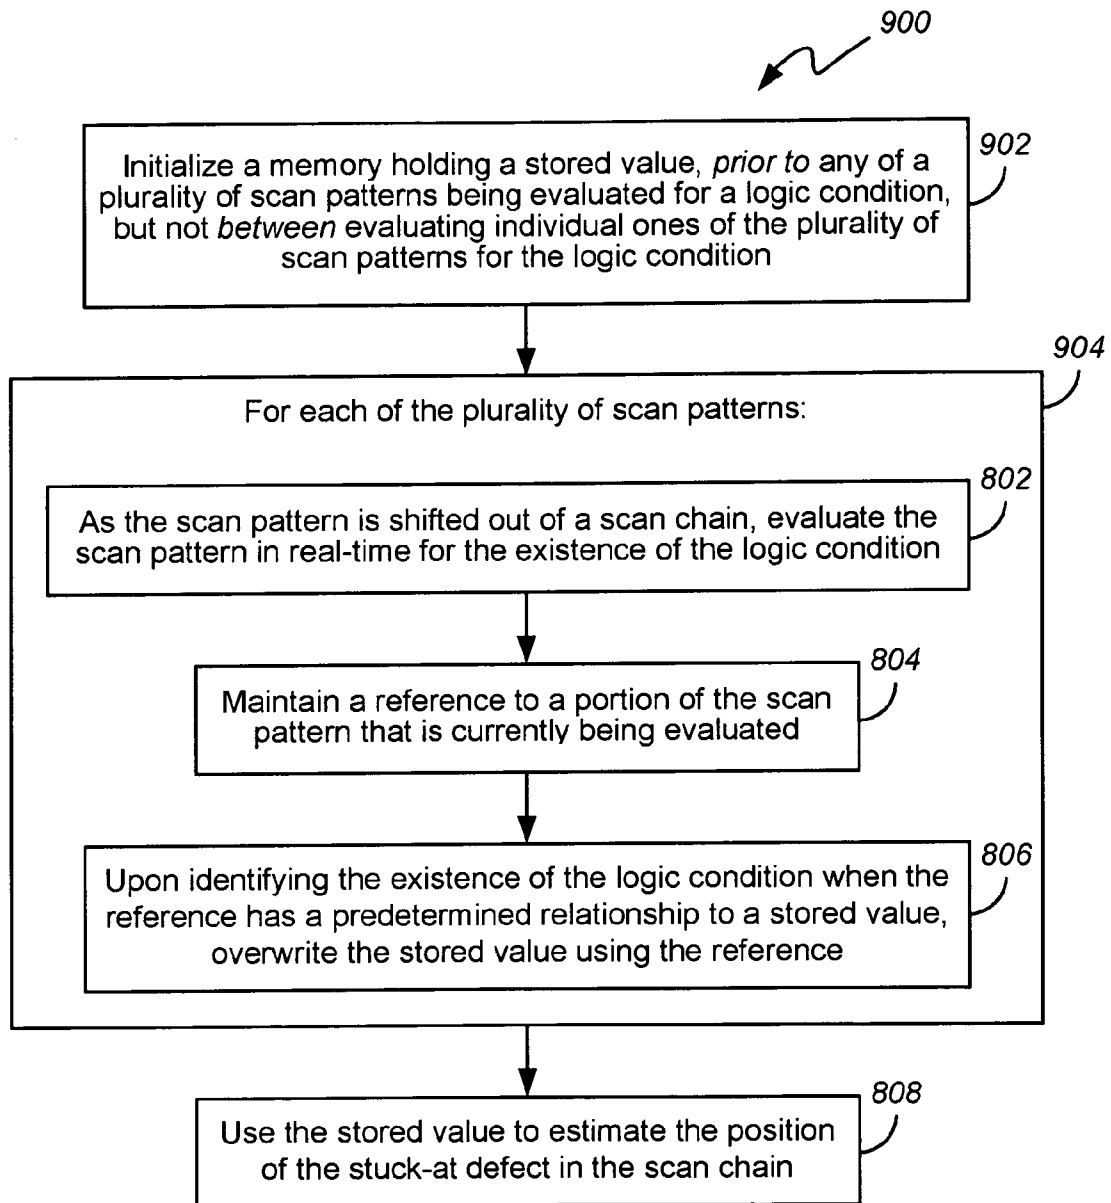 900
902
Initialize a memory holding a stored value, prior to any of a
plurality of scan patterns being evaluated for a logic condition,
but not between evaluating individual ones of the plurality of
scan patterns for the logic condition
904
For each of the plurality of scan patterns:
802
As the scan pattern is shifted out of a scan chain, evaluate the
scan pattern in real-time for the existence of the logic condition
804
Maintain a reference to a portion of the scan
pattern that is currently being evaluated
806
Upon identifying the existence of the logic condition when the
reference has a predetermined relationship to a stored value,
overwrite the stored value using the reference
808
Use the stored value to estimate the position
of the stuck-at defect in the scan chain